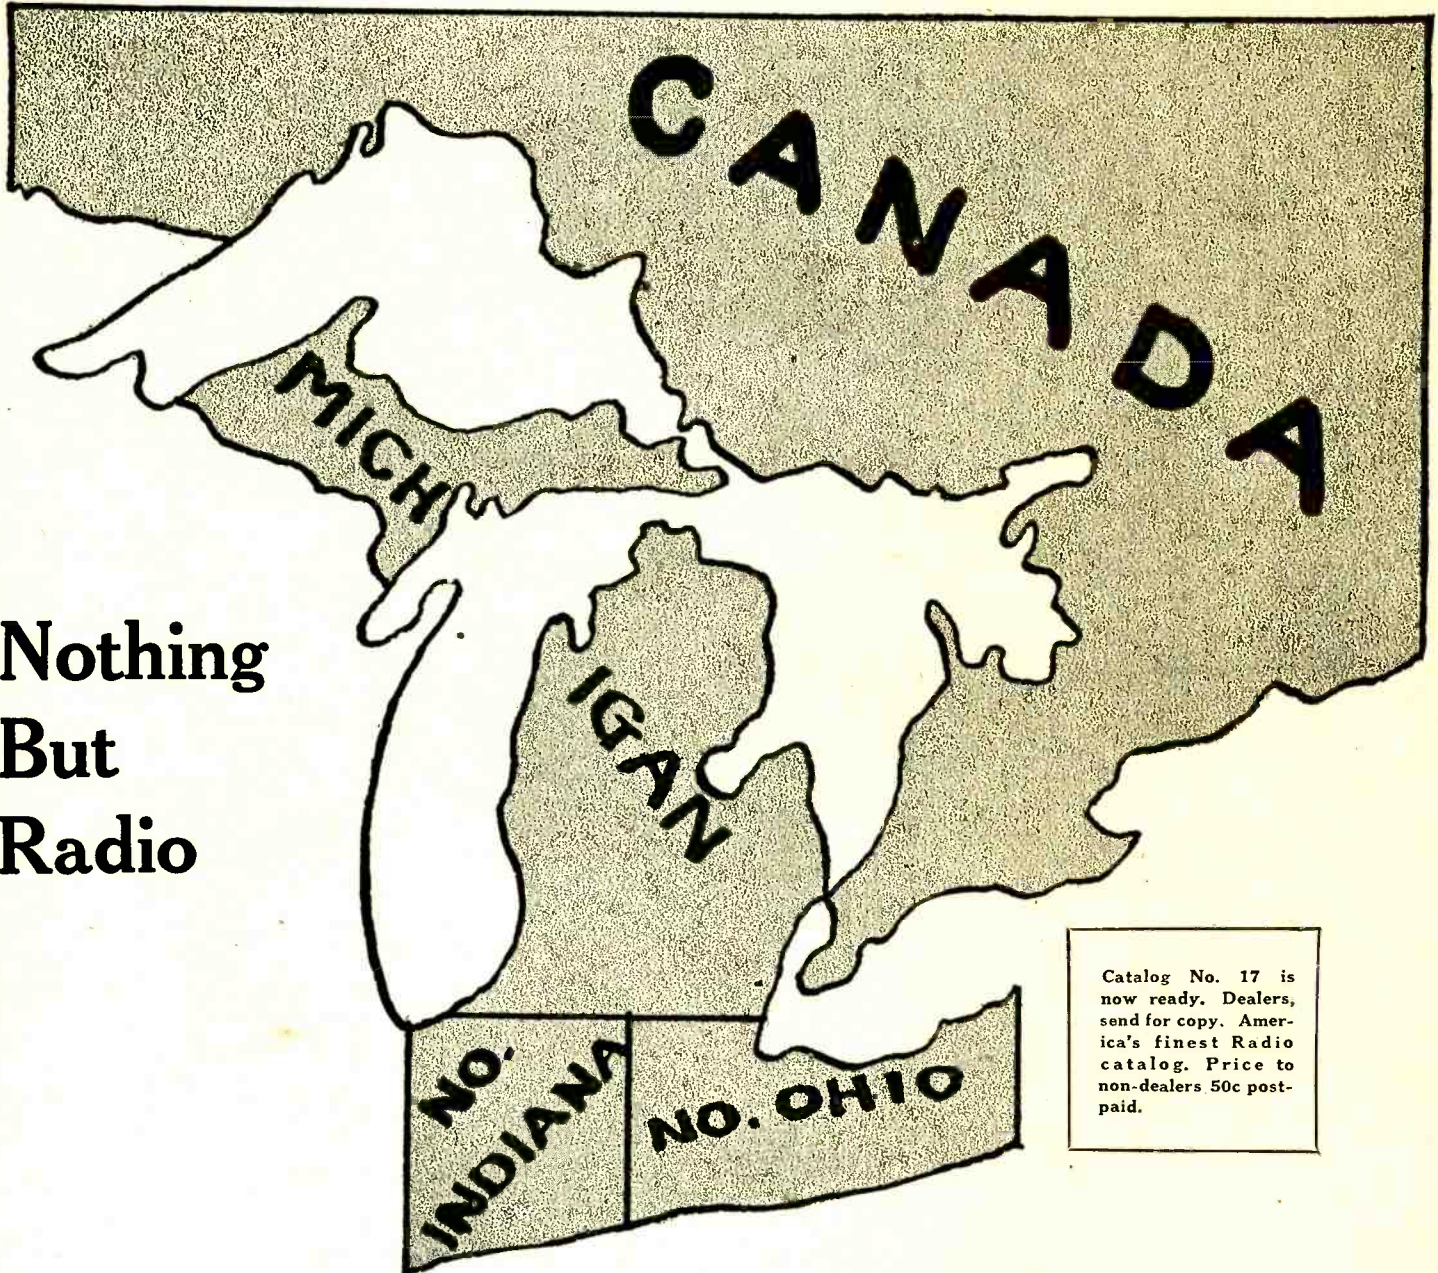 CANADA
MICH
IGAN
Nothing
But
Radio
Catalog No. 17 is
now ready. Dealers,
send for copy. Amer-
ica's finest Radio
catalog. Price to
non-dealers 50c post-
paid.
NO.
INDIANA
NO. OHIO